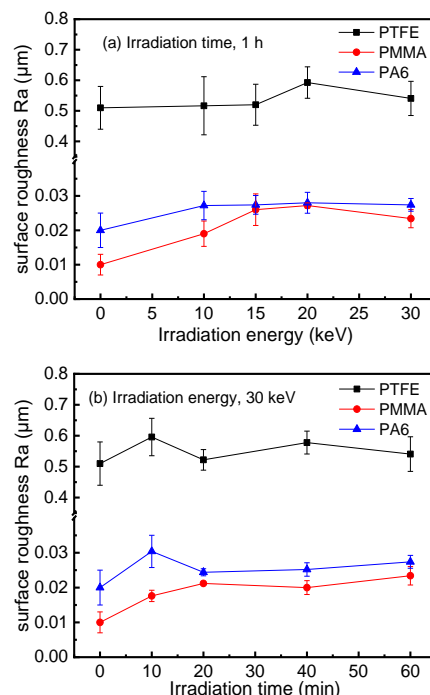 (a) Irradiation time, 1 h
PTFE
PMMA
PA6
surface roughness Ra (μm)
0.8
0.7
0.6
0.5
0.4
0.03
0.02
0.01
0.00
0 5 10 15 20 25 30
Irradiation energy (keV)
(b) Irradiation energy, 30 keV
PTFE
PMMA
PA6
surface roughness Ra (μm)
0.8
0.7
0.6
0.5
0.4
0.03
0.02
0.01
0.00
0 10 20 30 40 50 60
Irradiation time (min)